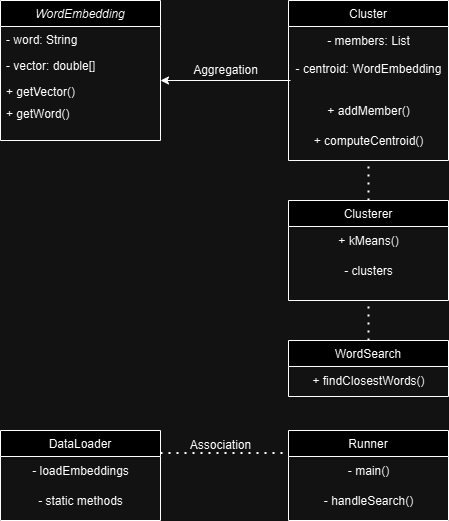 WordEmbedding
- word: String
- vector: double[]
+ getVector()
+ getWord()
Aggregation
Cluster
- members: List
- centroid: WordEmbedding
+ addMember()
+ computeCentroid()
Clusterer
+ kMeans()
- clusters
WordSearch
+ findClosestWords()
DataLoader
- loadEmbeddings
- static methods
Association
Runner
- main()
- handleSearch()